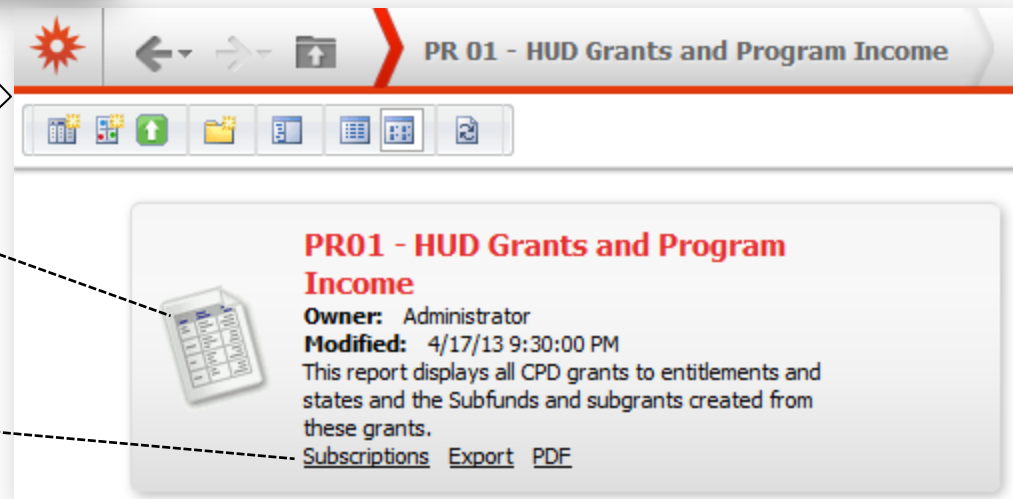 PR 01 - HUD Grants and Program Income
PR01 - HUD Grants and Program
Income
Owner: Administrator
Modified: 4/17/13 9:30:00 PM
This report displays all CPD grants to entitlements and
states and the Subfunds and subgrants created from
these grants.
Subscriptions Export PDF